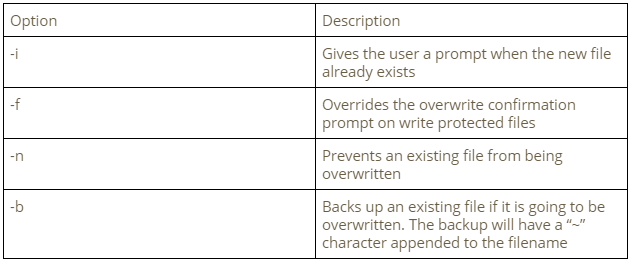 Option Description
-i Gives the user a prompt when the new file
already exists
-f Overrides the overwrite confirmation
prompt on write protected files
-n Prevents an existing file from being
overwritten
-b Backs up an existing file if it is going to be
overwritten. The backup will have a “~”
character appended to the filename